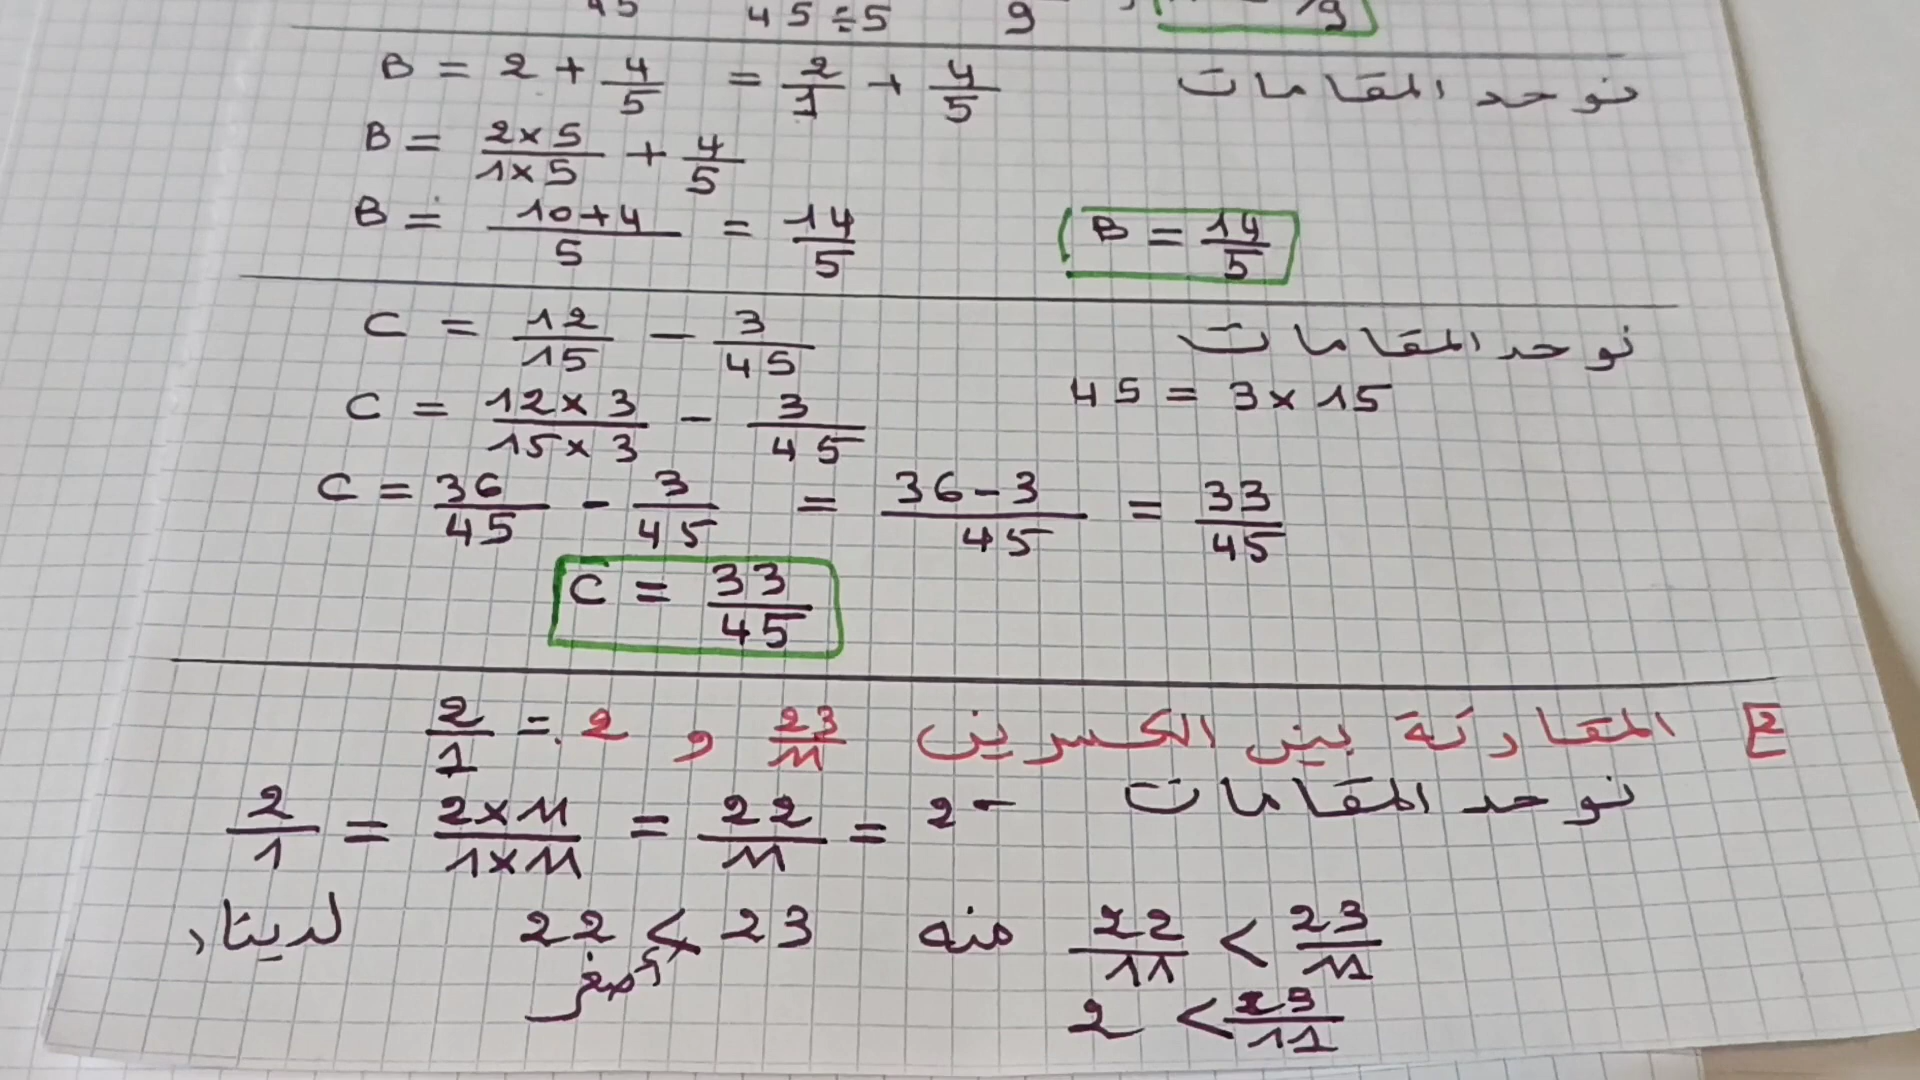 45 45÷5 9
B = 2 + 4/5 = 2/1 + 4/5 نوحد المقامات
B = 2×5/1×5 + 4/5
B = 10+4/5 = 14/5 B = 14/5
C = 12/15 - 3/45 نوحد المقامات
C = 12×3/15×3 - 3/45 45 = 3×15
C = 36/45 - 3/45 = 36-3/45 = 33/45
C = 33/45
2 المقارنة بين الكسرين 23/11 و 2 = 2/1
نوحد المقامات
2/1 = 2×11/1×11 = 22/11 = 2
لدينا، 22 < 23 منه 22/11 < 23/11
2 < 23/11